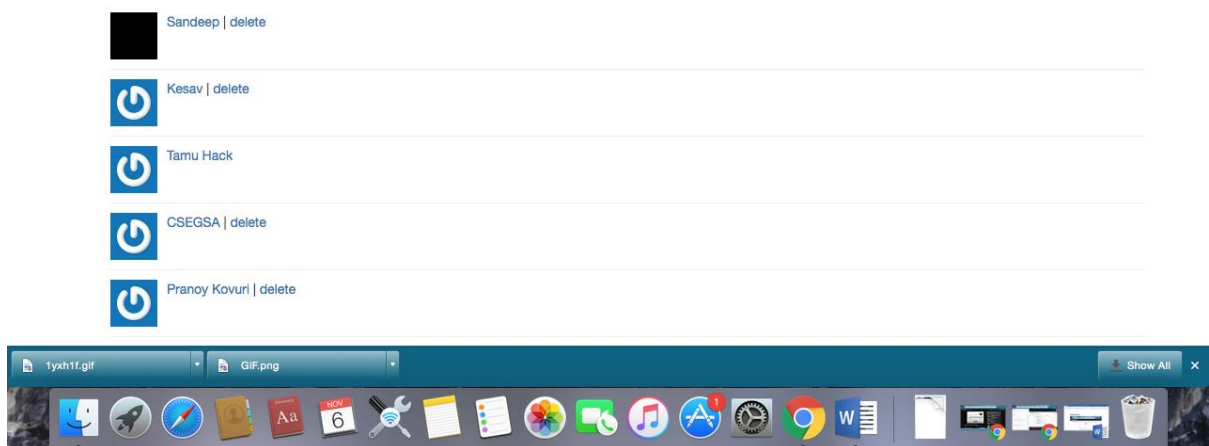 Sandeep | delete
Kesav | delete
Tamu Hack
CSEGSA | delete
Pranoy Kovuri | delete
1yxh1f.gif
GIF.png
Show All
Aa
NOV
6
1
W